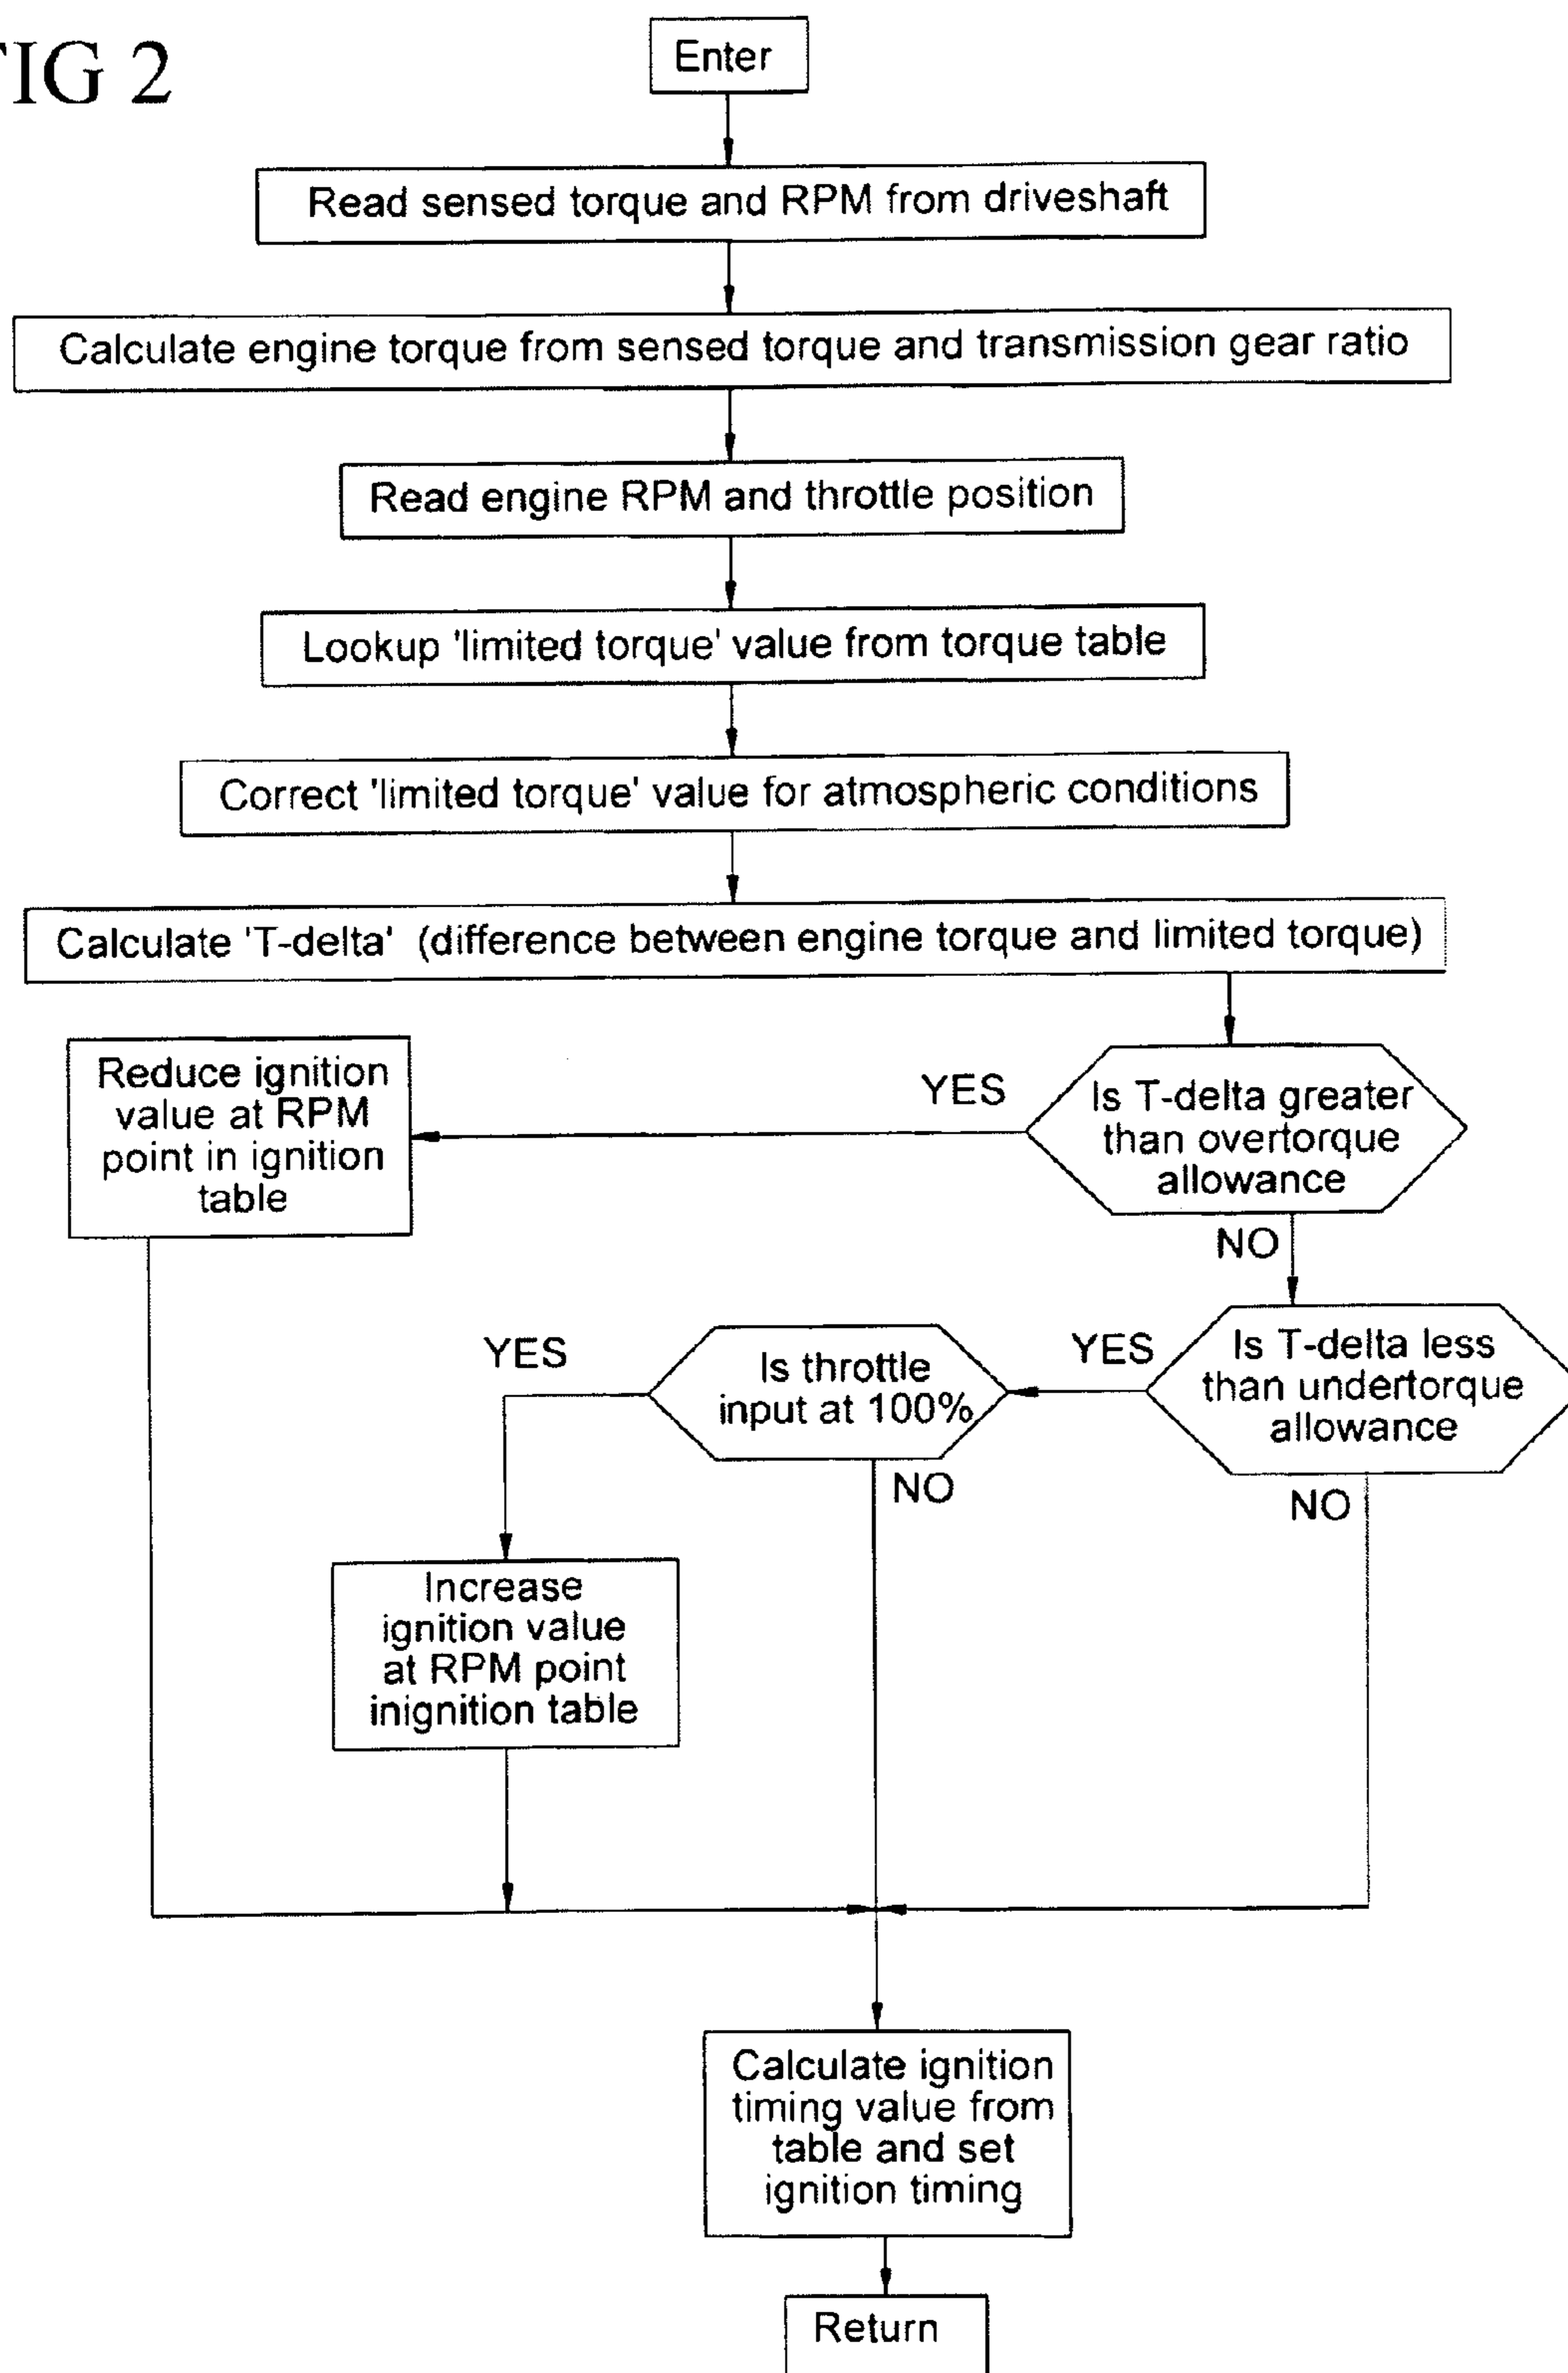 FIG 2
Enter
Read sensed torque and RPM from driveshaft
Calculate engine torque from sensed torque and transmission gear ratio
Read engine RPM and throttle position
Lookup 'limited torque' value from torque table
Correct 'limited torque' value for atmospheric conditions
Calculate 'T-delta' (difference between engine torque and limited torque)
Reduce ignition
value at RPM
point in ignition
table
YES
Is T-delta greater
than overtorque
allowance
NO
YES
Is throttle
input at 100%
YES
Is T-delta less
than undertorque
allowance
NO
NO
Increase
ignition value
at RPM point
inignition table
Calculate ignition
timing value from
table and set
ignition timing
Return